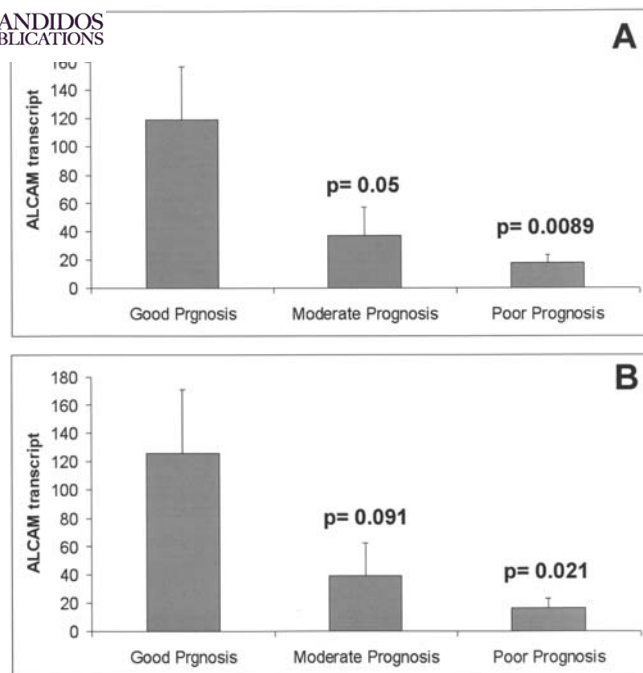 ANDIDOS
BLICATIONS
A
ALCAM transcript
160
140
120
100
80
60
40
20
0
p= 0.05
p= 0.0089
Good Prgnosis Moderate Prognosis Poor Prognosis
B
ALCAM transcript
180
160
140
120
100
80
60
40
20
0
p= 0.091
p= 0.021
Good Prgnosis Moderate Prognosis Poor Prognosis